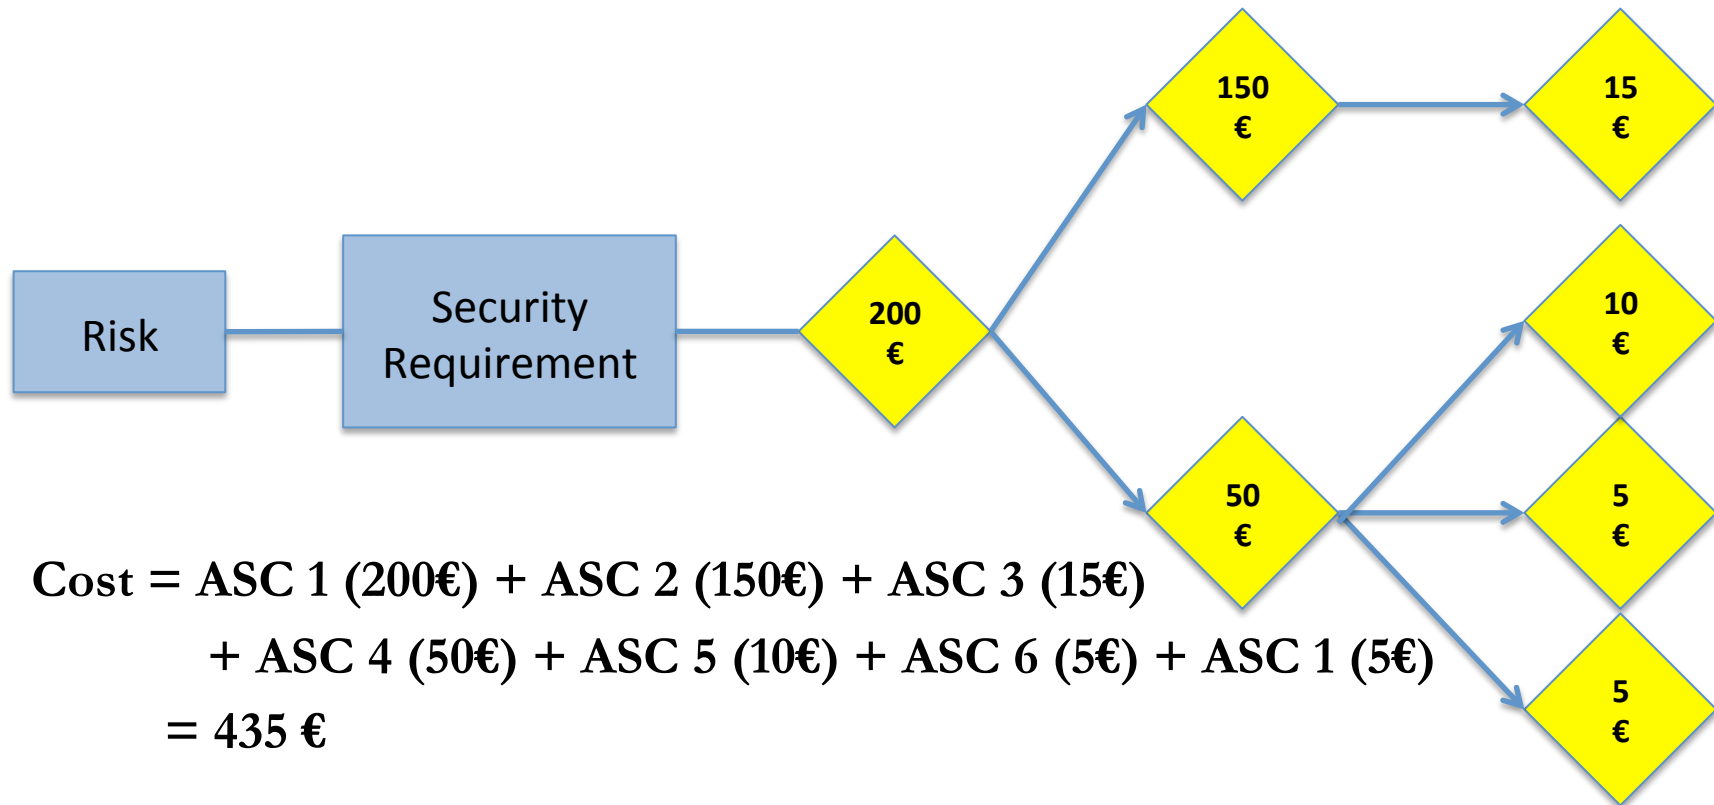 150
€
15
€
Risk
Security
Requirement
200
€
10
€
50
€
5
€
5
€
Cost = ASC 1 (200€) + ASC 2 (150€) + ASC 3 (15€)
+ ASC 4 (50€) + ASC 5 (10€) + ASC 6 (5€) + ASC 1 (5€)
= 435 €